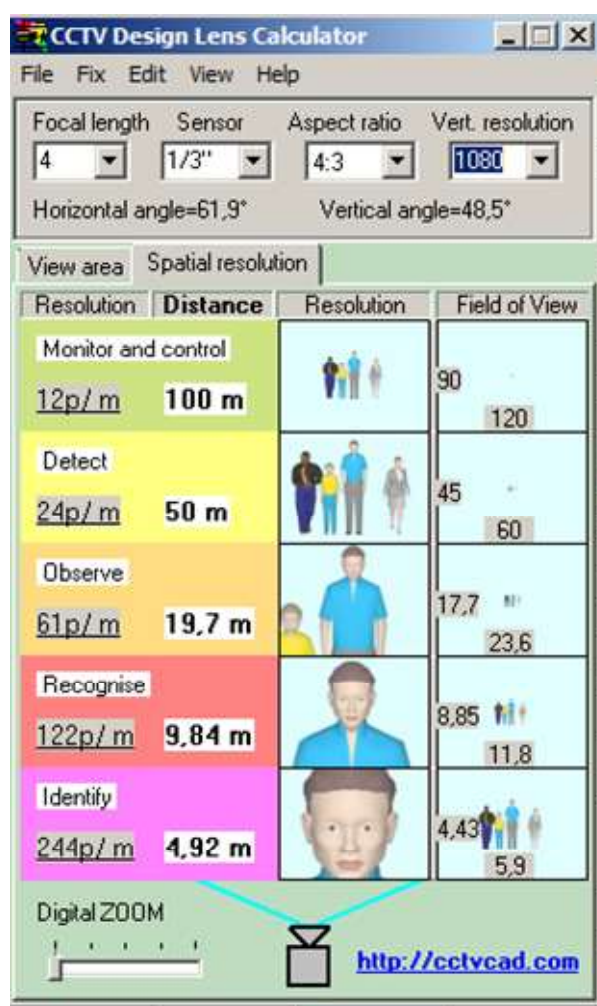 CCTV Design Lens Calculator
File Fix Edit View Help
Focal length Sensor Aspect ratio Vert. resolution
4 1/3'' 4:3 1080
Horizontal angle=61,9° Vertical angle=48,5°
View area Spatial resolution
Resolution Distance Resolution Field of View
Monitor and control
12p/ m 100 m 90
120
Detect
24p/ m 50 m 45
60
Observe
61p/ m 19,7 m 17,7
23,6
Recognise
122p/ m 9,84 m 8,85
11,8
Identify
244p/ m 4,92 m 4,43
5,9
Digital ZOOM
http://cctvcad.com